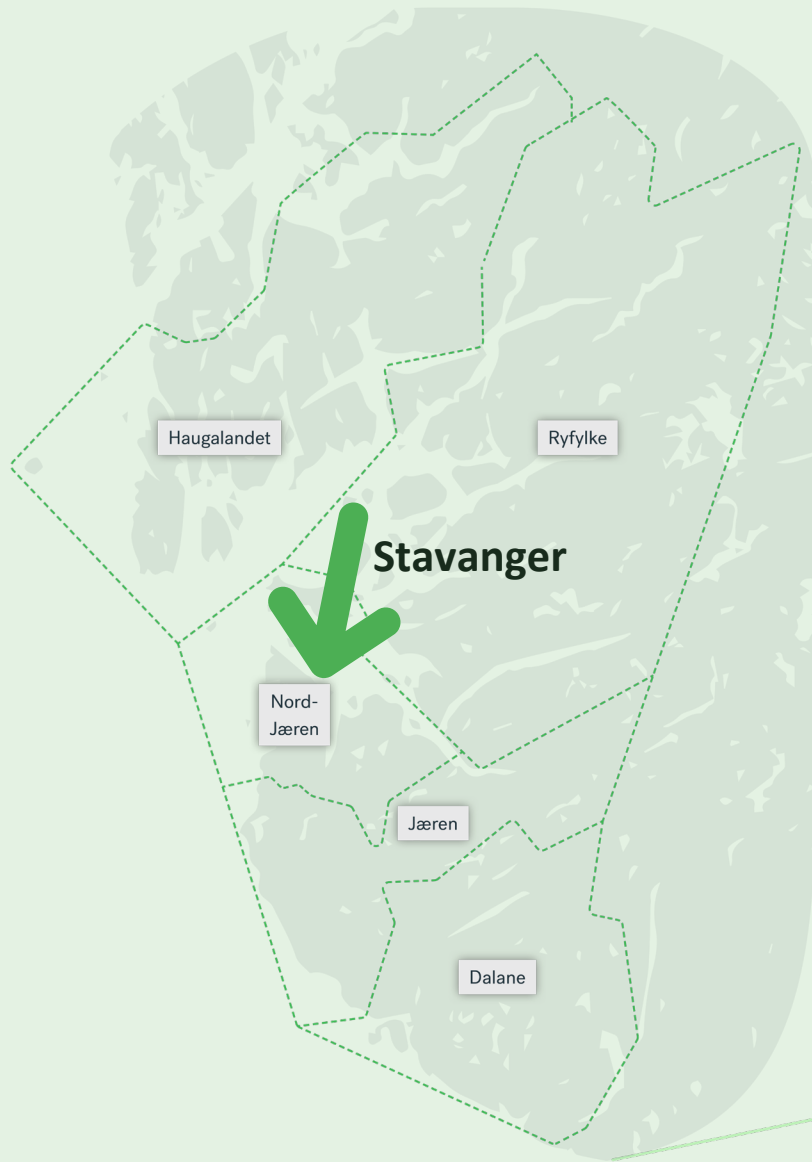 Haugalandet
Ryfylke
Stavanger
Nord-
Jæren
Jæren
Dalane